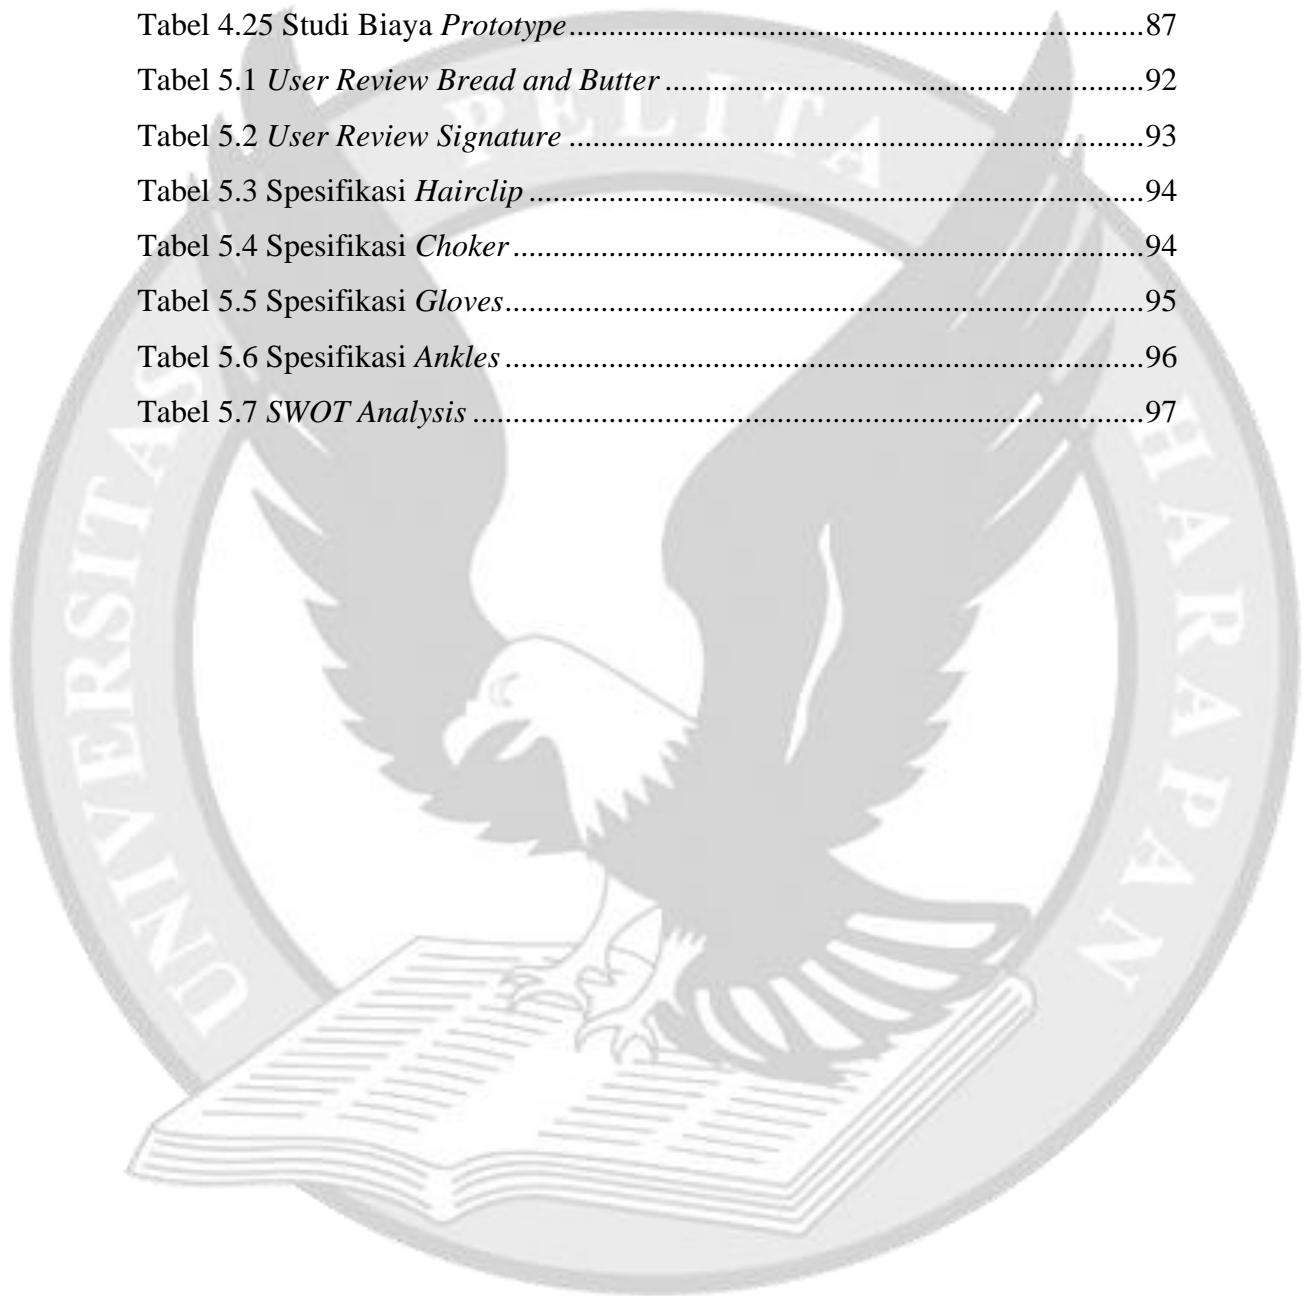 Tabel 4.25 Studi Biaya Prototype.......................................................................87
Tabel 5.1 User Review Bread and Butter ...........................................................92
Tabel 5.2 User Review Signature .......................................................................93
Tabel 5.3 Spesifikasi Hairclip ............................................................................94
Tabel 5.4 Spesifikasi Choker ..............................................................................94
Tabel 5.5 Spesifikasi Gloves...............................................................................95
Tabel 5.6 Spesifikasi Ankles ...............................................................................96
Tabel 5.7 SWOT Analysis ...................................................................................97
UNIVERSITAS PELITA HARAPAN